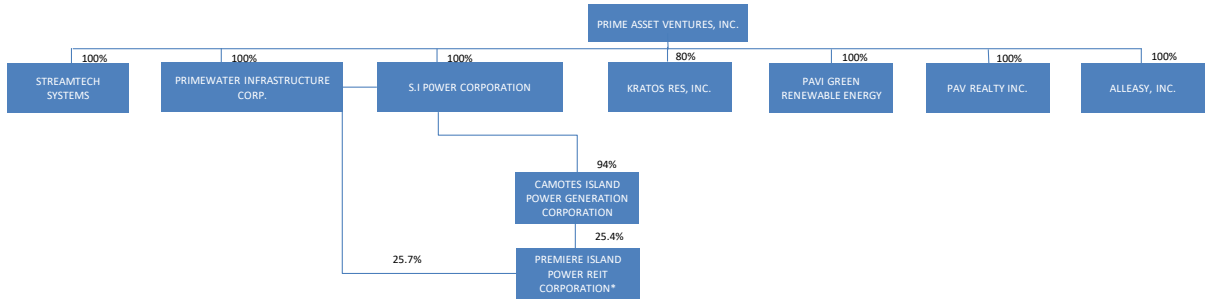 PRIME ASSET VENTURES, INC.
100%
100%
100%
80%
100%
100%
100%
STREAMTECH
SYSTEMS
PRIMEWATER INFRASTRUCTURE
CORP.
S.I P0WER CORPORATION
KRATOS RES, INC.
PAVI GREEN
RENEWABLE ENERGY
PAV REALTY INC.
ALLEASY, INC.
94%
CAMOTES ISLAND
POWER GENERATION
CORPORATION
25.4%
25.7%
PREMIERE ISLAND
POWER REIT
CORPORATION*